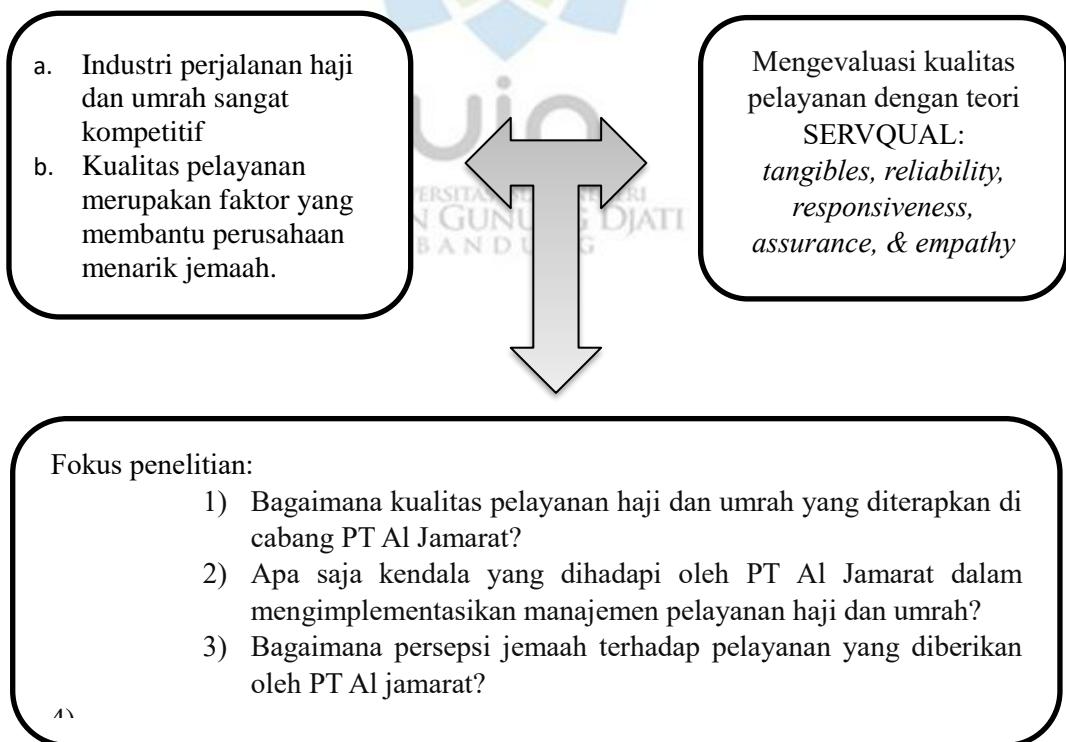 a. Industri perjalanan haji
dan umrah sangat
kompetitif
b. Kualitas pelayanan
merupakan faktor yang
membantu perusahaan
menarik jemaah.
Mengevaluasi kualitas
pelayanan dengan teori
SERVQUAL:
tangibles, reliability,
responsiveness,
assurance, & empathy
uin
DJATI
Fokus penelitian:
1) Bagaimana kualitas pelayanan haji dan umrah yang diterapkan di
cabang PT Al Jamarat?
2) Apa saja kendala yang dihadapi oleh PT Al Jamarat dalam
mengimplementasikan manajemen pelayanan haji dan umrah?
3) Bagaimana persepsi jemaah terhadap pelayanan yang diberikan
oleh PT Al jamarat?
4)